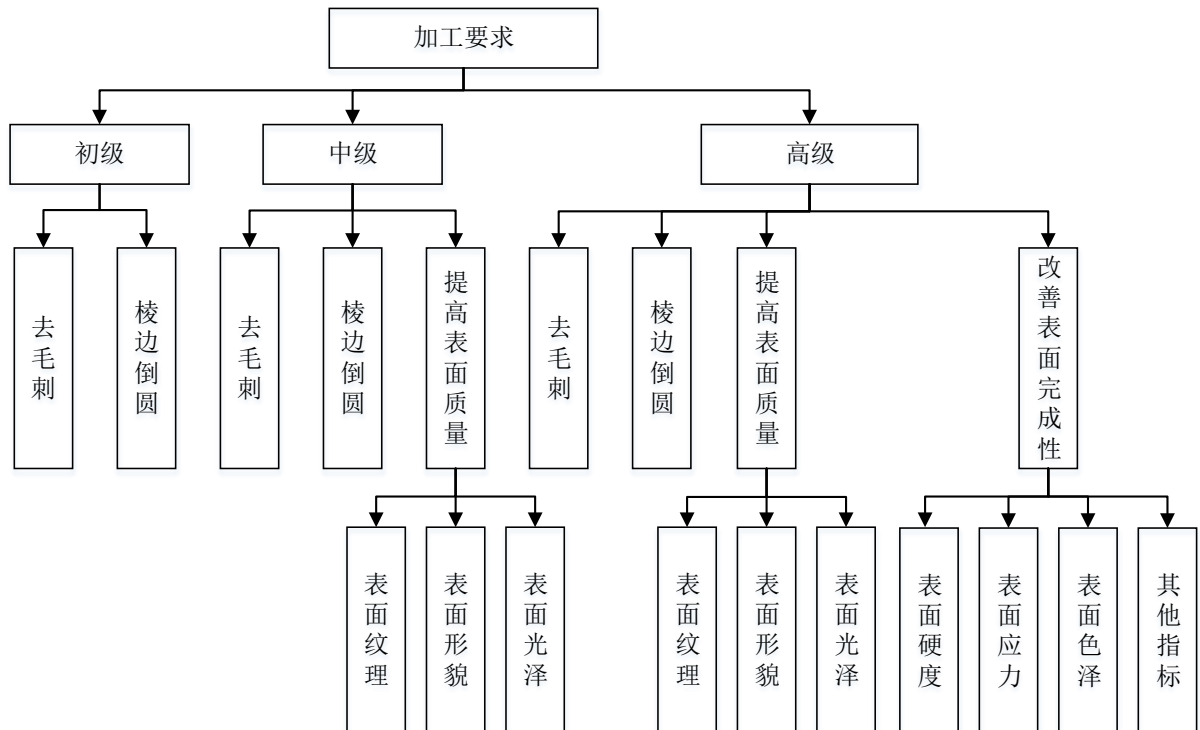 加工要求
初级
中级
高级
去毛刺
棱边倒圆
去毛刺
棱边倒圆
提高表面质量
去毛刺
棱边倒圆
提高表面质量
改善表面完成性
表面纹理
表面形貌
表面光泽
表面纹理
表面形貌
表面光泽
表面硬度
表面应力
表面色泽
其他指标